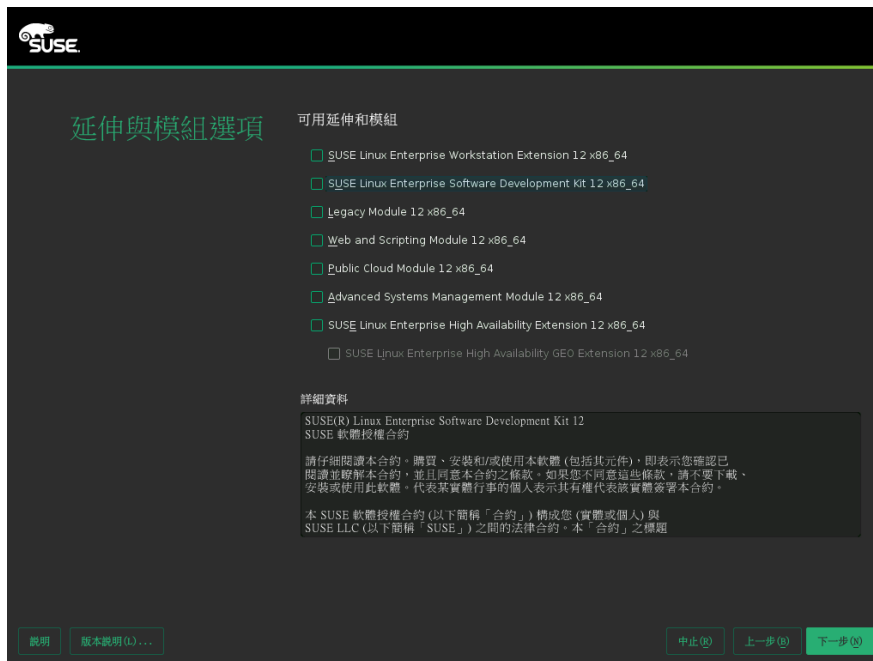 SUSE.
延伸與模組選項
可用延伸和模組
SUSE Linux Enterprise Workstation Extension 12 x86_64
SUSE Linux Enterprise Software Development Kit 12 x86_64
Legacy Module 12 x86_64
Web and Scripting Module 12 x86_64
Public Cloud Module 12 x86_64
Advanced Systems Management Module 12 x86_64
SUSE Linux Enterprise High Availability Extension 12 x86_64
SUSE Linux Enterprise High Availability GEO Extension 12 x86_64
詳細資料
SUSE(R) Linux Enterprise Software Development Kit 12
SUSE 軟體授權合約
請仔細閱讀本合約。購買、安裝和/或使用本軟體 (包括其元件)，即表示您確認已
閱讀並瞭解本合約，並且同意本合約之條款。如果您不同意這些條款，請不要下載、
安裝或使用此軟體。代表某實體行事的個人表示其有權代表該實體簽署本合約。
本 SUSE 軟體授權合約 (以下簡稱「合約」) 構成您 (實體或個人) 與
SUSE LLC (以下簡稱「SUSE」) 之間的法律合約。本「合約」之標題
說明
版本說明(L)...
中止(R)
上一步(B)
下一步(N)